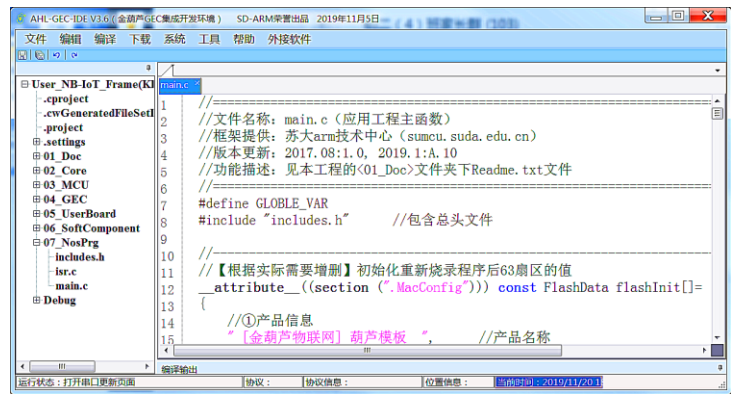 AHL-GEC-IDE V3.6 (金葫芦GEC集成开发环境) SD-ARM荣誉出品 2019年11月5日
文件 编辑 编译 下载 系统 工具 帮助 外接软件
User_NB-IoT_Frame(KI
.cproject
.cwGeneratedFileSetI
.project
.settings
01_Doc
02_Core
03_MCU
04_GEC
05_UserBoard
06_SoftComponent
07_NosPrg
includes.h
isr.c
main.c
Debug
main.c
1 //=====================================================================
2 //文件名称：main.c（应用工程主函数）
3 //框架提供：苏大arm技术中心（sumcu.suda.edu.cn）
4 //版本更新：2017.08:1.0, 2019.1:A.10
5 //功能描述：见本工程的<01_Doc>文件夹下Readme.txt文件
6 //=====================================================================
7 #define GLOBLE_VAR
8 #include "includes.h" //包含总头文件
9
10 //---------------------------------------------------------------------
11 //【根据实际需要增删】初始化重新烧录程序后63扇区的值
12 __attribute__((section (".MacConfig"))) const FlashData flashInit[]=
13 {
14 //①产品信息
15 " [金葫芦物联网] 葫芦模板 ", //产品名称
编译输出
运行状态：打开串口更新页面 协议： 协议信息： 位置信息： 当前时间：2019/11/20 1